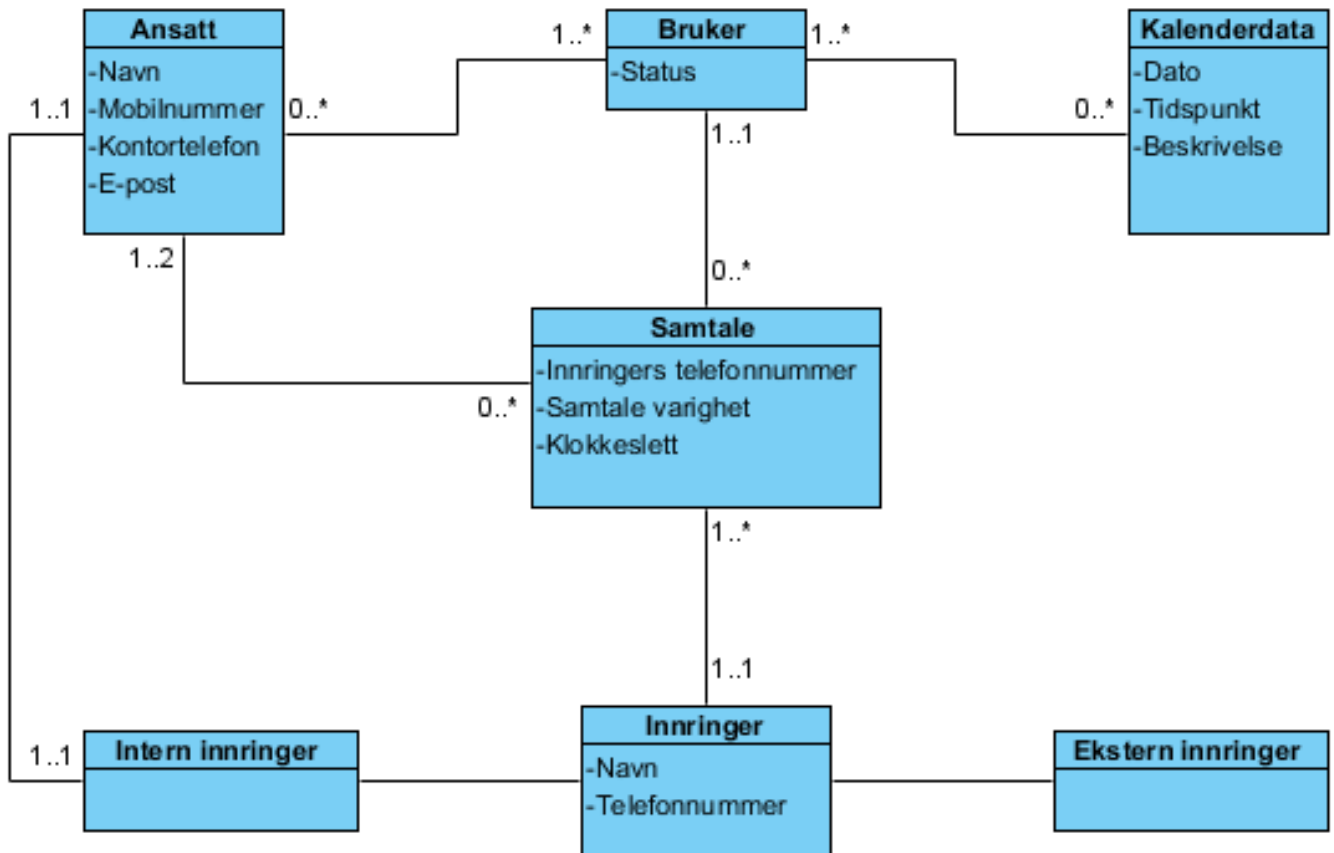 Ansatt
-Navn
-Mobilnummer
-Kontortelefon
-E-post
1..1
0..*
1..2
1..*
Bruker
-Status
1..*
1..1
Kalenderdata
-Dato
-Tidspunkt
-Beskrivelse
0..*
0..*
Samtale
-Innringers telefonnummer
-Samtale varighet
-Klokkeslett
0..*
1..*
1..1
Innringer
-Navn
-Telefonnummer
1..1
Intern innringer
Ekstern innringer